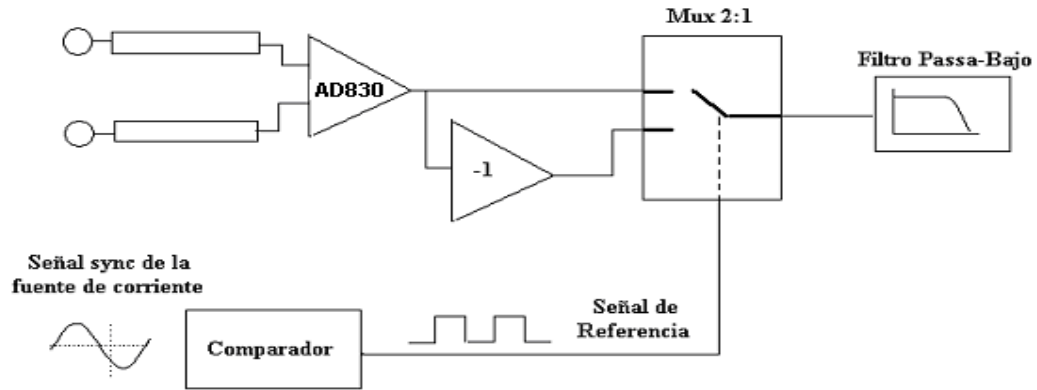 Mux 2:1
Filtro Passa-Bajo
AD830
-1
Señal sync de la
fuente de corriente
Señal de
Referencia
Comparador